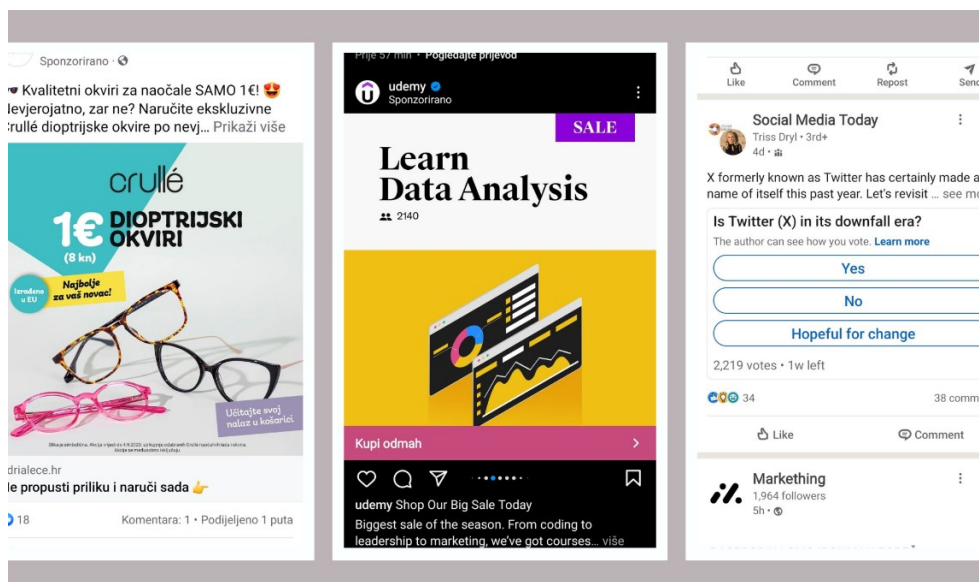 Sponzorirano ·
Kvalitetni okviri za naočale SAMO 1€! 😍
Nevjerojatno, zar ne? Naručite ekskluzivne
Crullé dioptrijske okvire po nevj... Prikaži više
crullé
1€ DIOPTRIJSKI
OKVIRI
(8 kn)
Izrađeno
u EU
Najbolje
za vaš novac!
Učitajte svoj
nalaz u košarici
drialece.hr
Ne propusti priliku i naruči sada 👉
18
Komentara: 1 • Podijeljeno 1 puta
Prije 57 min • Pogledajte prijevod
udemy
Sponzorirano
SALE
Learn
Data Analysis
2140
Kupi odmah
udemy Shop Our Big Sale Today
Biggest sale of the season. From coding to
leadership to marketing, we've got courses... više
Like
Comment
Repost
Send
Social Media Today
Triss Dryl • 3rd+
4d •
X formerly known as Twitter has certainly made a
name of itself this past year. Let's revisit ... see mo
Is Twitter (X) in its downfall era?
The author can see how you vote. Learn more
Yes
No
Hopeful for change
2,219 votes • 1w left
34
38 comm
Like
Comment
Markething
1,964 followers
5h •